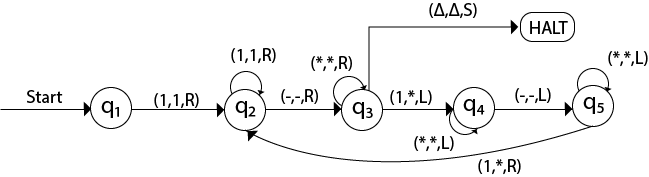 (Δ,Δ,S)
HALT
(1,1,R)
(*,*,R)
(*,*,L)
Start
q1
(1,1,R)
q2
(-,-,R)
q3
(1,*,L)
q4
(-,-,L)
q5
(*,*,L)
(1,*,R)